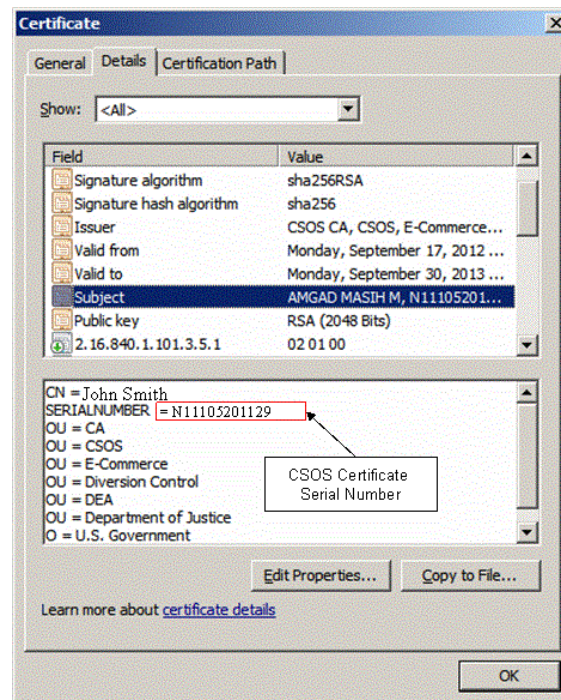 Certificate
General Details Certification Path
Show: <All>
Field Value
Signature algorithm sha256RSA
Signature hash algorithm sha256
Issuer CSOS CA, CSOS, E-Commerce...
Valid from Monday, September 17, 2012 ...
Valid to Monday, September 30, 2013 ...
Subject AMGAD MASIH M, N11105201...
Public key RSA (2048 Bits)
2.16.840.1.101.3.5.1 02 01 00
CN = John Smith
SERIALNUMBER = N11105201129
OU = CA
OU = CSOS
OU = E-Commerce
OU = Diversion Control
OU = DEA
OU = Department of Justice
O = U.S. Government
CSOS Certificate
Serial Number
Edit Properties... Copy to File...
Learn more about certificate details
OK